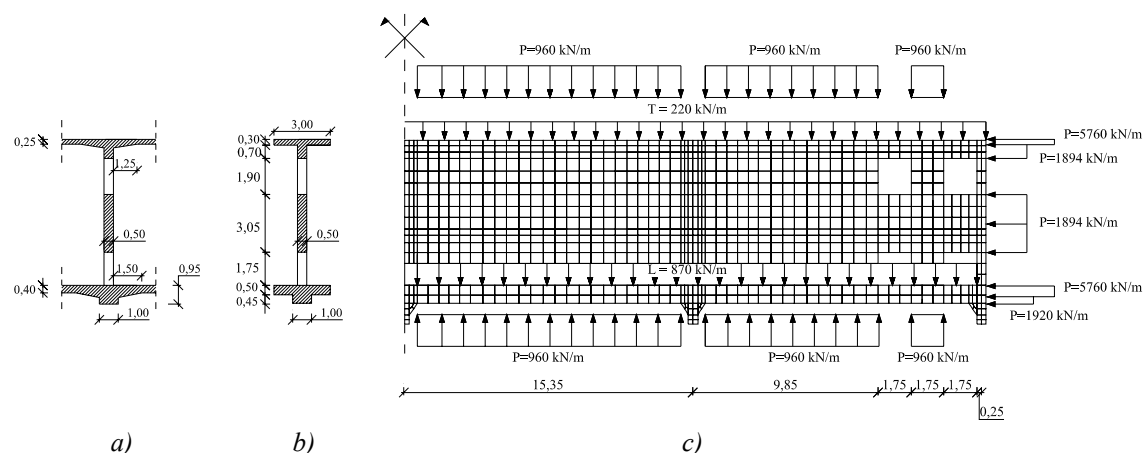 P=960 kN/m
P=960 kN/m
P=960 kN/m
T = 220 kN/m
3,00
P=5760 kN/m
0,25
0,30
0,70
P=1894 kN/m
1,25
1,90
P=1894 kN/m
0,50
3,05
0,50
1,50
0,95
1,75
L = 870 kN/m
0,40
0,50
0,45
P=5760 kN/m
1,00
1,00
P=1920 kN/m
P=960 kN/m
P=960 kN/m
P=960 kN/m
15,35
9,85
1,75
1,75
1,75
0,25
a)
b)
c)